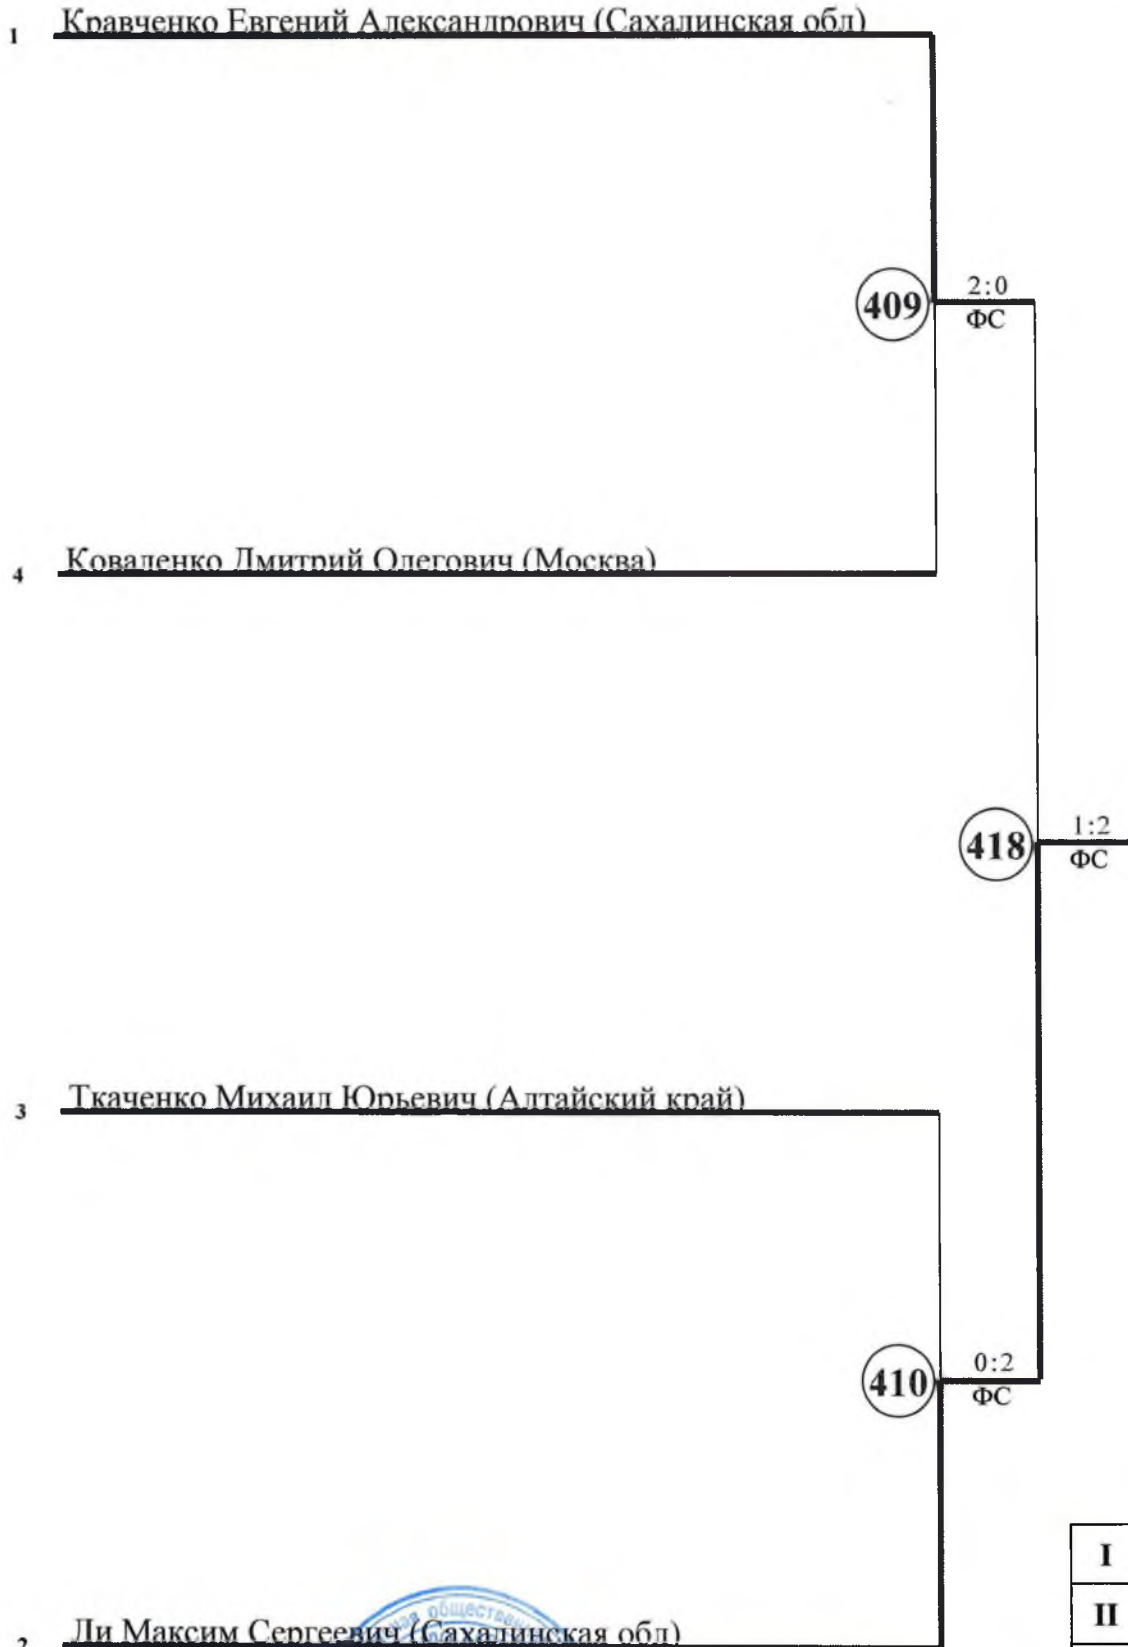 1 Кравченко Евгений Александрович (Сахалинская обл)
409 2:0
ФС
4 Коваленко Дмитрий Олегович (Москва)
418 1:2
ФС
3 Ткаченко Михаил Юрьевич (Алтайский край)
410 0:2
ФС
I
II
2 Ли Максим Сергеевич (Сахалинская обл)